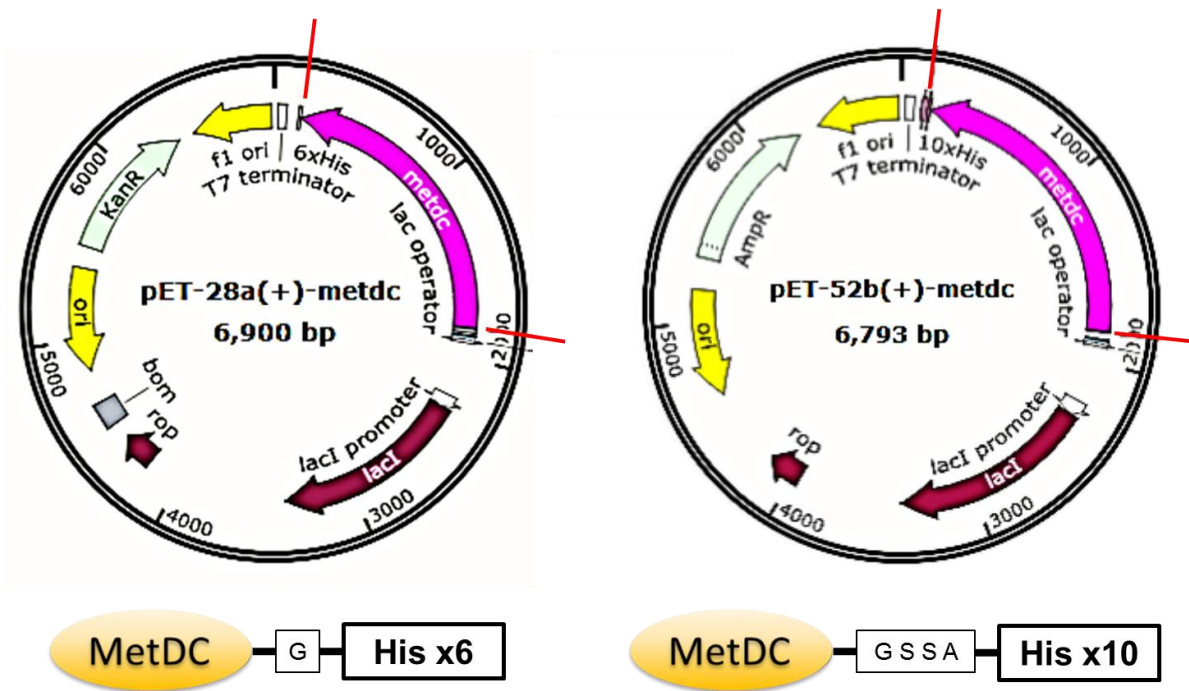 1000
f1 ori
6xHis
T7 terminator
metdc
lac operator
6000
KanR
pET-28a(+)-metdc
6,900 bp
ori
5000
bom
rop
lacI promoter
lacI
4000
3000
MetDC
G
His x6
1000
f1 ori
10xHis
T7 terminator
metdc
lac operator
6000
AmpR
pET-52b(+)-metdc
6,793 bp
ori
5000
rop
lacI promoter
lacI
4000
3000
MetDC
G S S A
His x10